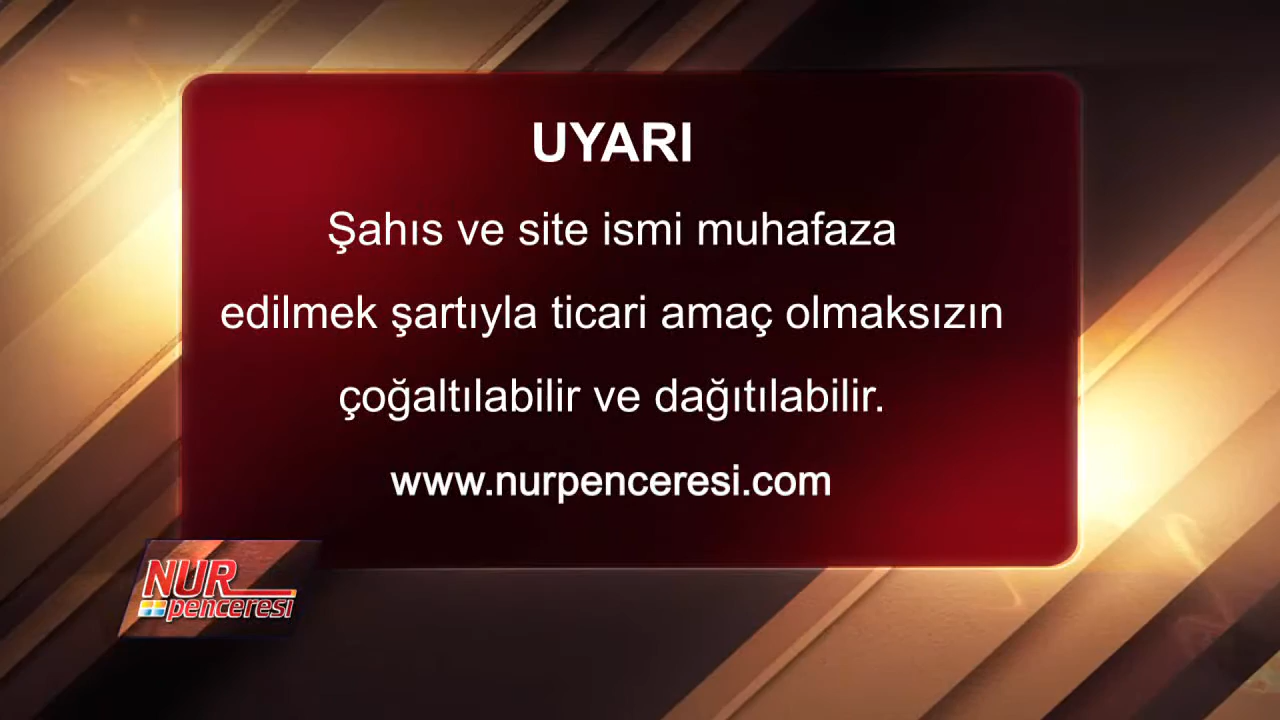 UYARI
Şahıs ve site ismi muhafaza
edilmek şartıyla ticari amaç olmaksızın
çoğaltılabilir ve dağıtılabilir.
www.nurpenceresi.com
NUR
penceresi